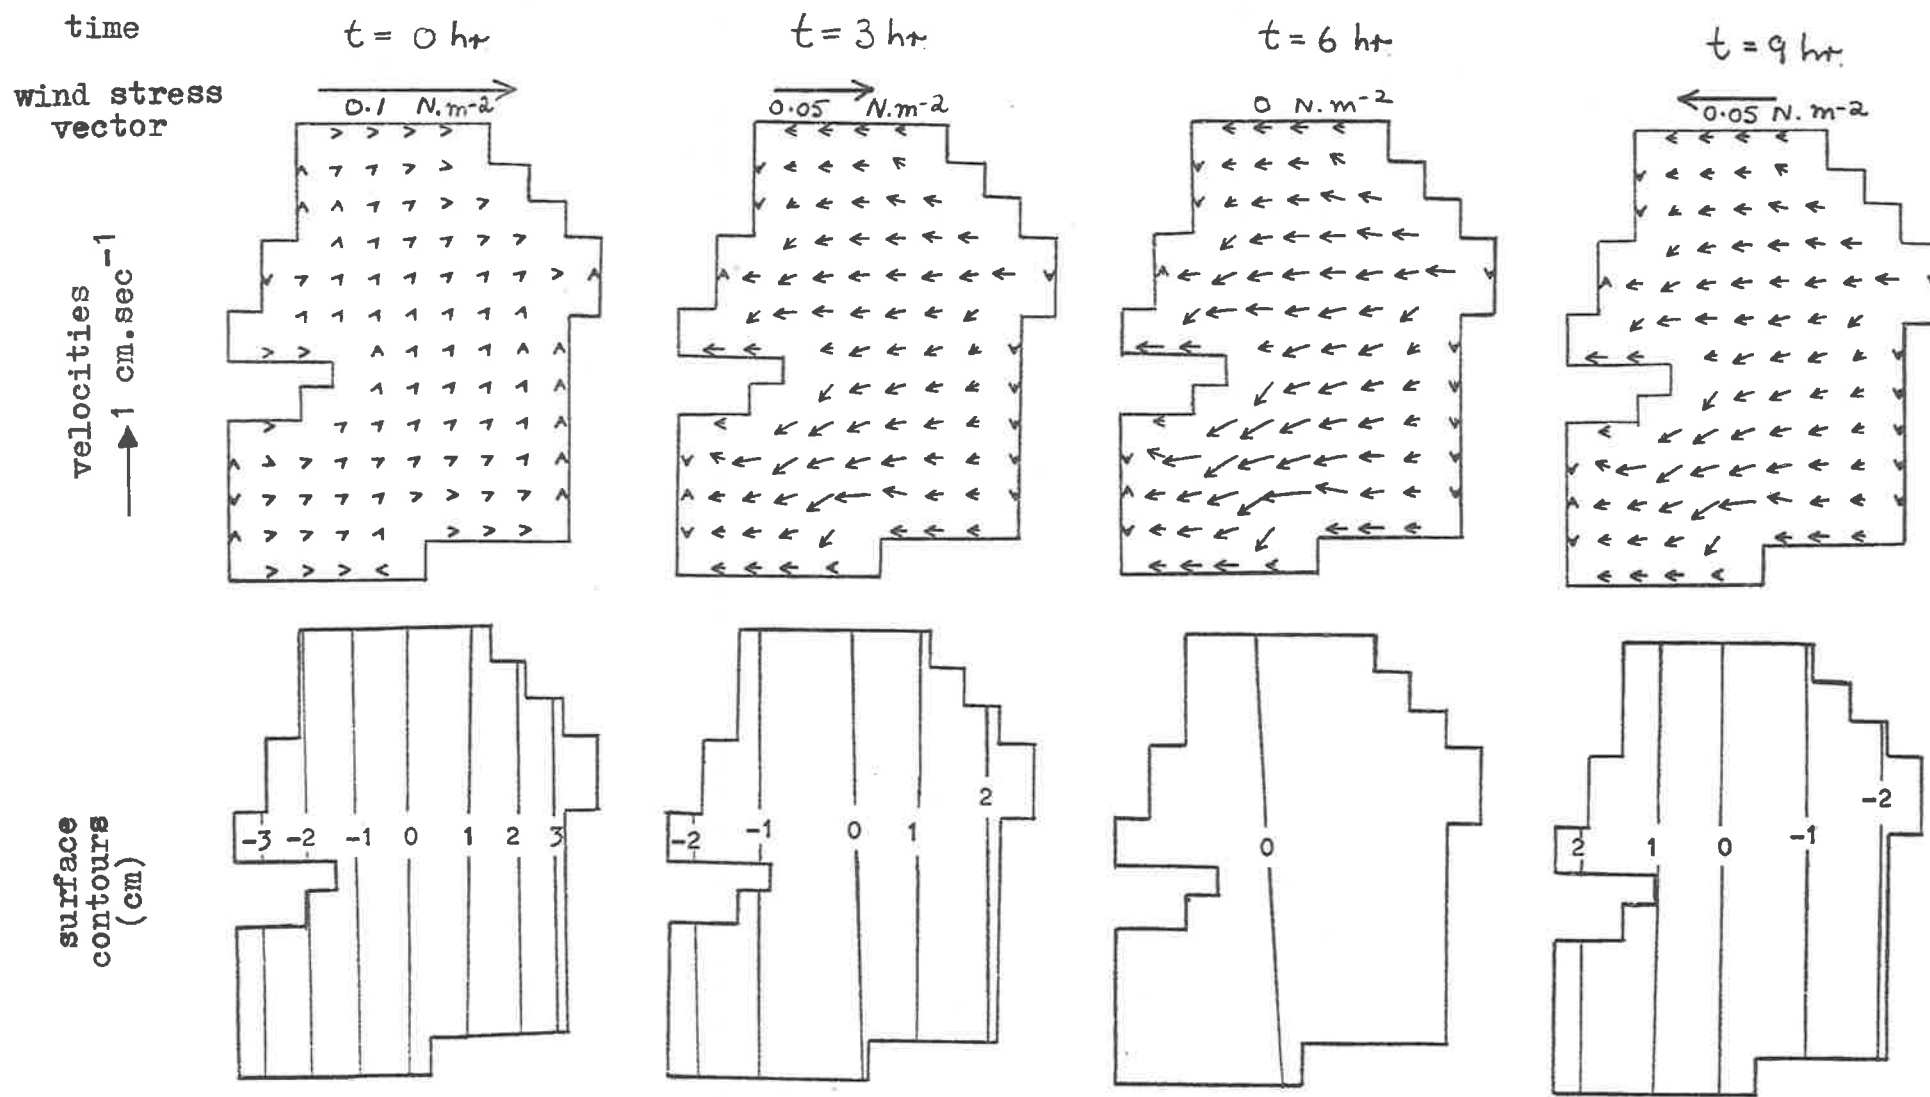 time
t = 0 hr
t = 3 hr
t = 6 hr
t = 9 hr.
wind stress
vector
0.1 N.m-2
0.05 N.m-2
0 N.m-2
0.05 N.m-2
velocities
1 cm.sec-1
surface
contours
(cm)
-3 -2 -1 0 1 2 3
-2 -1 0 1 2
0
2 1 0 -1 -2